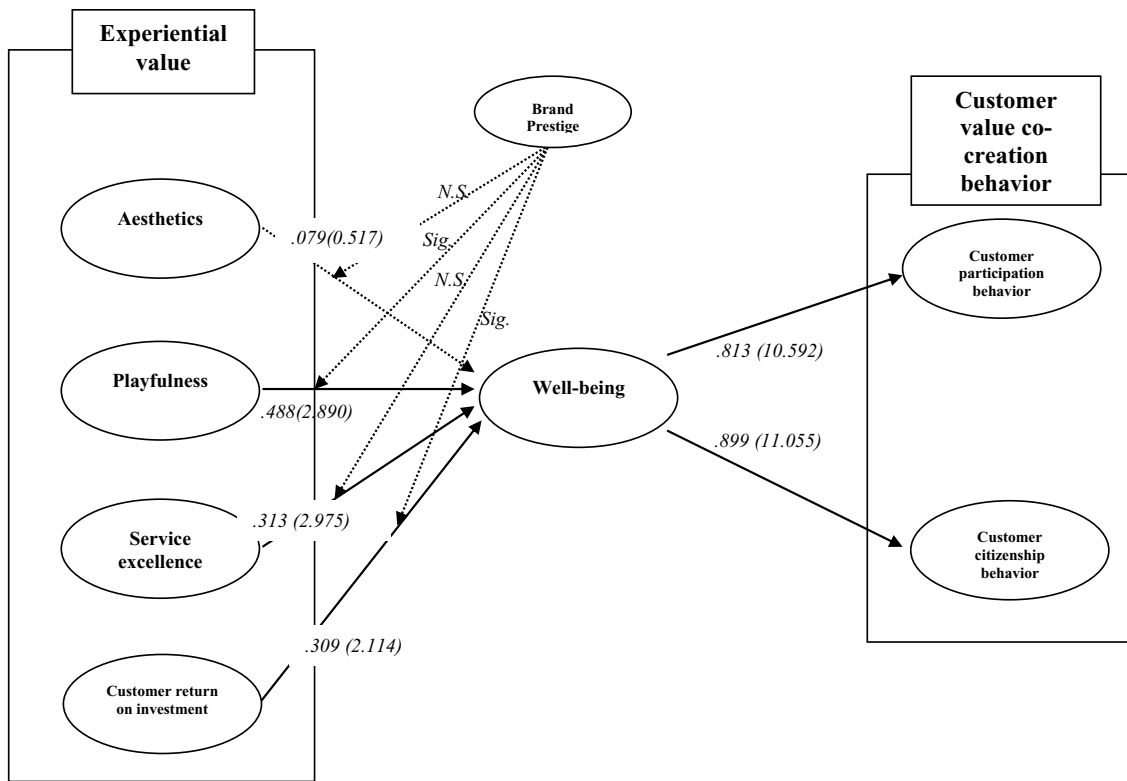 Experiential
value
Brand
Prestige
Customer
value co-
creation
behavior
N.S.
Aesthetics
.079(0.517)
Sig.
N.S.
Customer
participation
behavior
Sig.
.813 (10.592)
Playfulness
Well-being
.488(2.890)
.899 (11.055)
.313 (2.975)
Service
excellence
Customer
citizenship
behavior
.309 (2.114)
Customer return
on investment